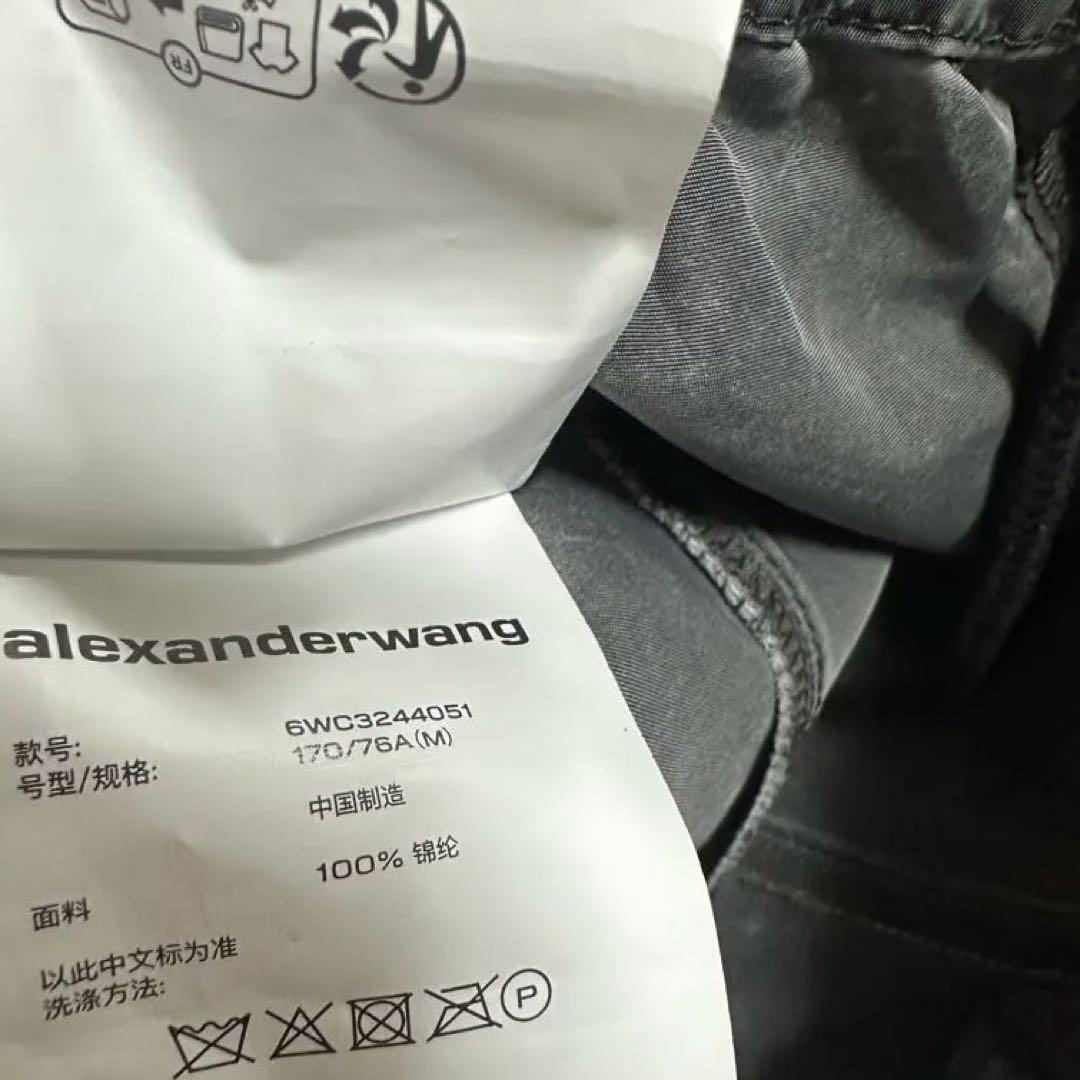 FR
alexanderwang
款号: 6WC3244051
号型/规格: 170/76A(M)
中国制造
100% 锦纶
面料
以此中文标为准
洗涤方法:
P